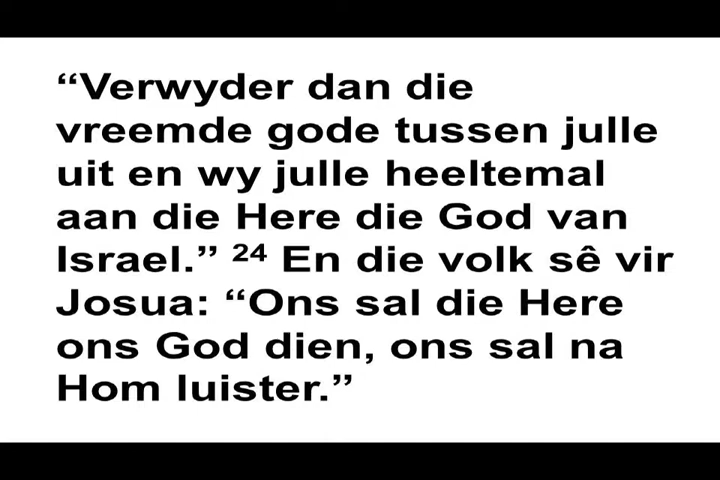 “Verwyder dan die
vreemde gode tussen julle
uit en wy julle heeltemal
aan die Here die God van
Israel.” ²⁴ En die volk sê vir
Josua: “Ons sal die Here
ons God dien, ons sal na
Hom luister.”